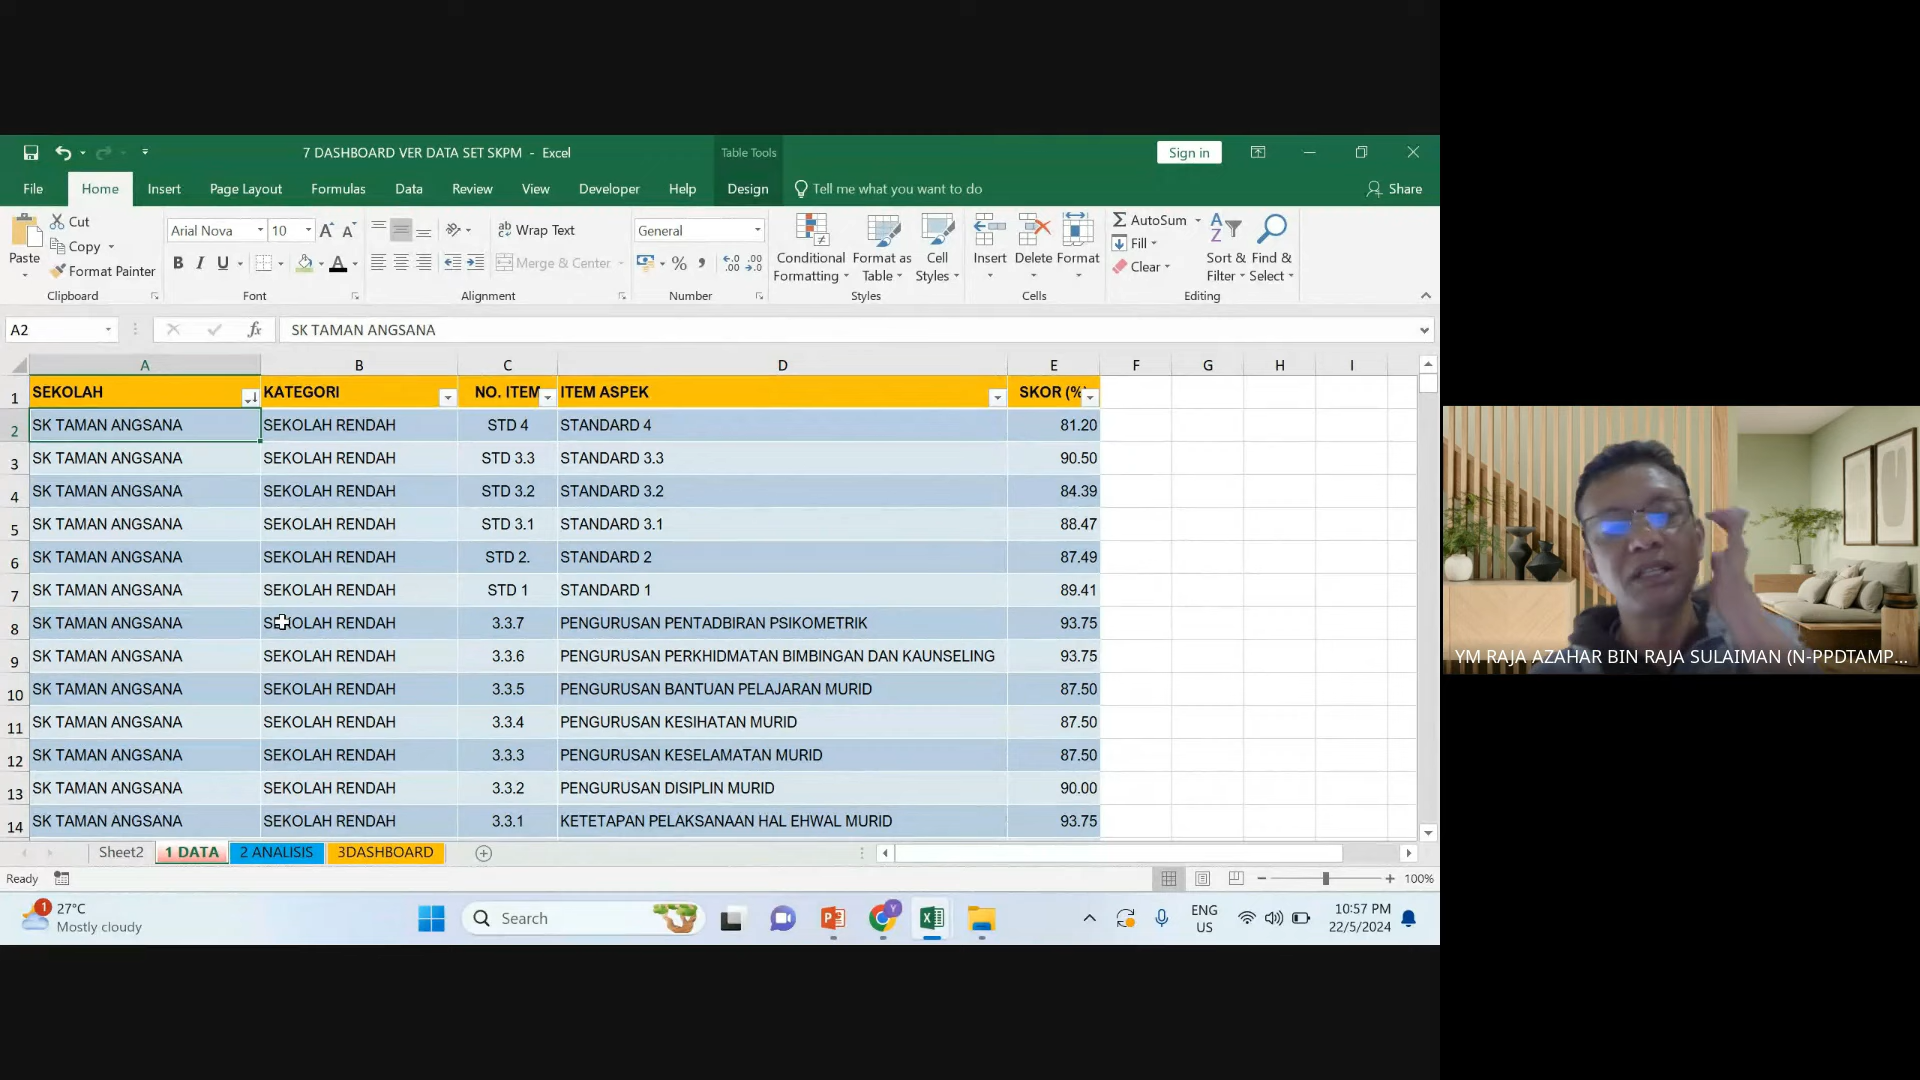 7 DASHBOARD VER DATA SET SKPM - Excel
Table Tools
Sign in
File Home Insert Page Layout Formulas Data Review View Developer Help Design Tell me what you want to do Share
Paste
Cut
Copy
Format Painter
Clipboard
Arial Nova 10
B I U
Font
Wrap Text
Merge & Center
Alignment
General
Number
Conditional Formatting
Format as Table
Cell Styles
Styles
Insert Delete Format
Cells
AutoSum
Fill
Clear
Sort & Filter
Find & Select
Editing
A2 fx SK TAMAN ANGSANA
A B C D E F G H I
1 SEKOLAH KATEGORI NO. ITEM ITEM ASPEK SKOR (%
2 SK TAMAN ANGSANA SEKOLAH RENDAH STD 4 STANDARD 4 81.20
3 SK TAMAN ANGSANA SEKOLAH RENDAH STD 3.3 STANDARD 3.3 90.50
4 SK TAMAN ANGSANA SEKOLAH RENDAH STD 3.2 STANDARD 3.2 84.39
5 SK TAMAN ANGSANA SEKOLAH RENDAH STD 3.1 STANDARD 3.1 88.47
6 SK TAMAN ANGSANA SEKOLAH RENDAH STD 2. STANDARD 2 87.49
7 SK TAMAN ANGSANA SEKOLAH RENDAH STD 1 STANDARD 1 89.41
8 SK TAMAN ANGSANA SEKOLAH RENDAH 3.3.7 PENGURUSAN PENTADBIRAN PSIKOMETRIK 93.75
9 SK TAMAN ANGSANA SEKOLAH RENDAH 3.3.6 PENGURUSAN PERKHIDMATAN BIMBINGAN DAN KAUNSELING 93.75
10 SK TAMAN ANGSANA SEKOLAH RENDAH 3.3.5 PENGURUSAN BANTUAN PELAJARAN MURID 87.50
11 SK TAMAN ANGSANA SEKOLAH RENDAH 3.3.4 PENGURUSAN KESIHATAN MURID 87.50
12 SK TAMAN ANGSANA SEKOLAH RENDAH 3.3.3 PENGURUSAN KESELAMATAN MURID 87.50
13 SK TAMAN ANGSANA SEKOLAH RENDAH 3.3.2 PENGURUSAN DISIPLIN MURID 90.00
14 SK TAMAN ANGSANA SEKOLAH RENDAH 3.3.1 KETETAPAN PELAKSANAAN HAL EHWAL MURID 93.75
Sheet2 1 DATA 2 ANALISIS 3DASHBOARD
Ready 100%
1 27°C
Mostly cloudy
Search
ENG
US
10:57 PM
22/5/2024
YM RAJA AZAHAR BIN RAJA SULAIMAN (N-PPDTAMP...